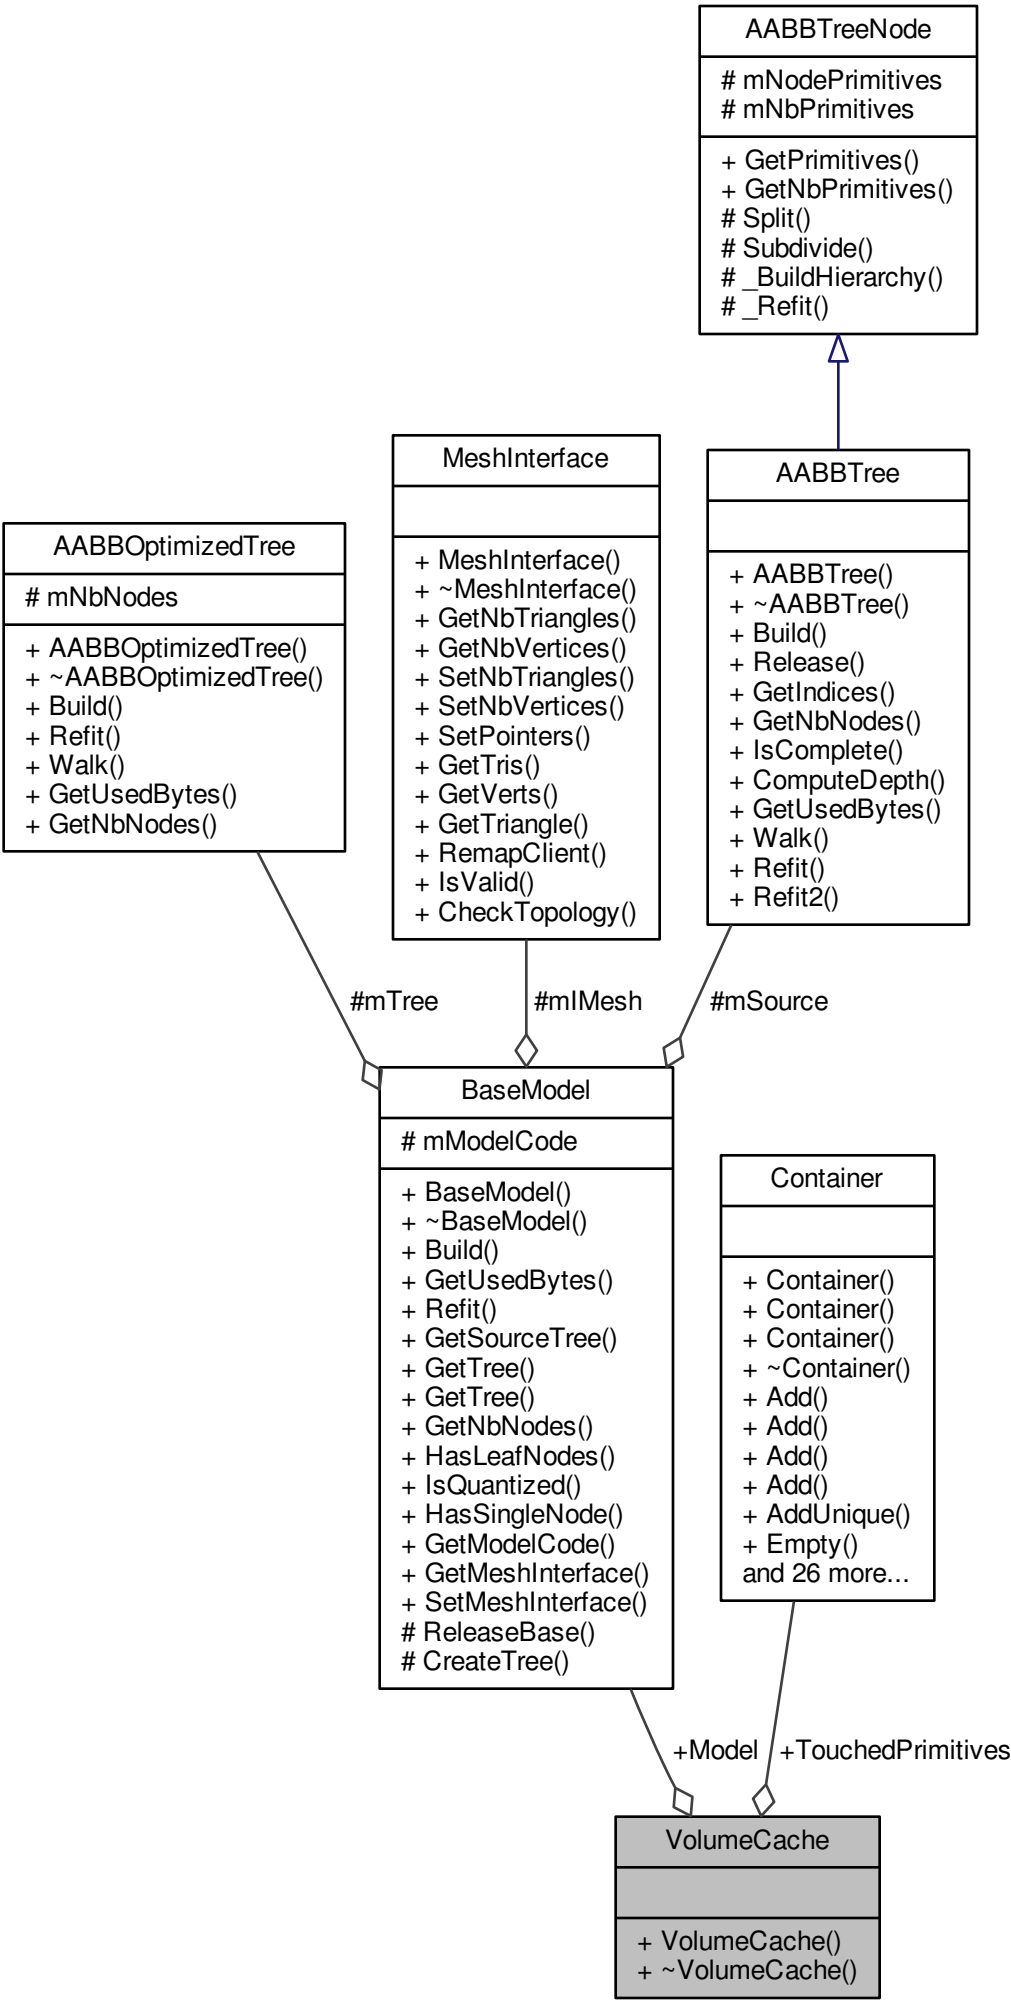 AABBTreeNode
# mNodePrimitives
# mNbPrimitives
+ GetPrimitives()
+ GetNbPrimitives()
# Split()
# Subdivide()
# _BuildHierarchy()
# _Refit()
MeshInterface
+ MeshInterface()
+ ~MeshInterface()
+ GetNbTriangles()
+ GetNbVertices()
+ SetNbTriangles()
+ SetNbVertices()
+ SetPointers()
+ GetTris()
+ GetVerts()
+ GetTriangle()
+ RemapClient()
+ IsValid()
+ CheckTopology()
AABBTree
+ AABBTree()
+ ~AABBTree()
+ Build()
+ Release()
+ GetIndices()
+ GetNbNodes()
+ IsComplete()
+ ComputeDepth()
+ GetUsedBytes()
+ Walk()
+ Refit()
+ Refit2()
AABBOptimizedTree
# mNbNodes
+ AABBOptimizedTree()
+ ~AABBOptimizedTree()
+ Build()
+ Refit()
+ Walk()
+ GetUsedBytes()
+ GetNbNodes()
#mTree
#mIMesh
#mSource
BaseModel
# mModelCode
+ BaseModel()
+ ~BaseModel()
+ Build()
+ GetUsedBytes()
+ Refit()
+ GetSourceTree()
+ GetTree()
+ GetTree()
+ GetNbNodes()
+ HasLeafNodes()
+ IsQuantized()
+ HasSingleNode()
+ GetModelCode()
+ GetMeshInterface()
+ SetMeshInterface()
# ReleaseBase()
# CreateTree()
Container
+ Container()
+ Container()
+ Container()
+ ~Container()
+ Add()
+ Add()
+ Add()
+ Add()
+ AddUnique()
+ Empty()
and 26 more...
+Model
+TouchedPrimitives
VolumeCache
+ VolumeCache()
+ ~VolumeCache()